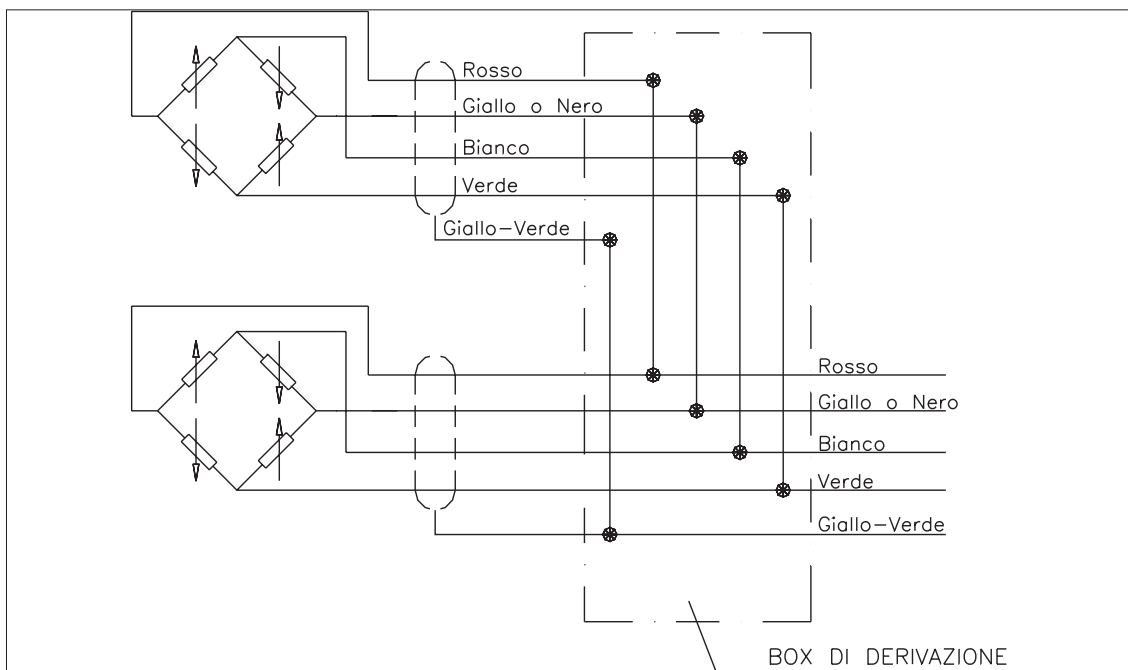 Rosso
Giallo o Nero
Bianco
Verde
Giallo-Verde
Rosso
Giallo o Nero
Bianco
Verde
Giallo-Verde
BOX DI DERIVAZIONE